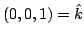 (0, 0, 1) = k̂